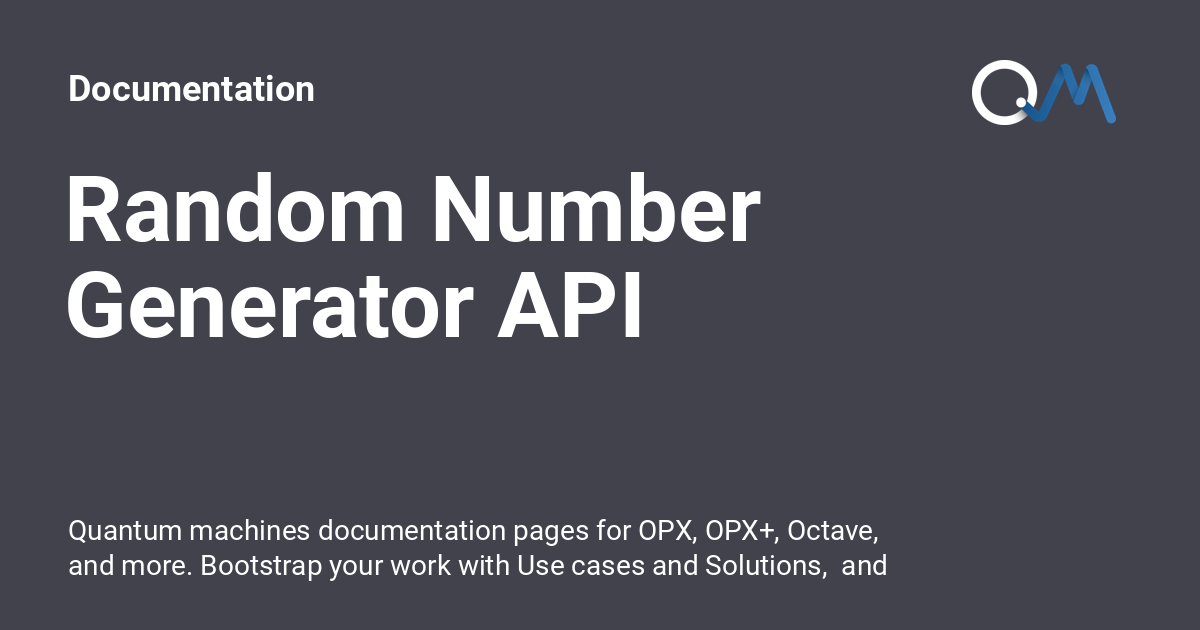 Documentation
QM
Random Number
Generator API
Quantum machines documentation pages for OPX, OPX+, Octave,
and more. Bootstrap your work with Use cases and Solutions,  and